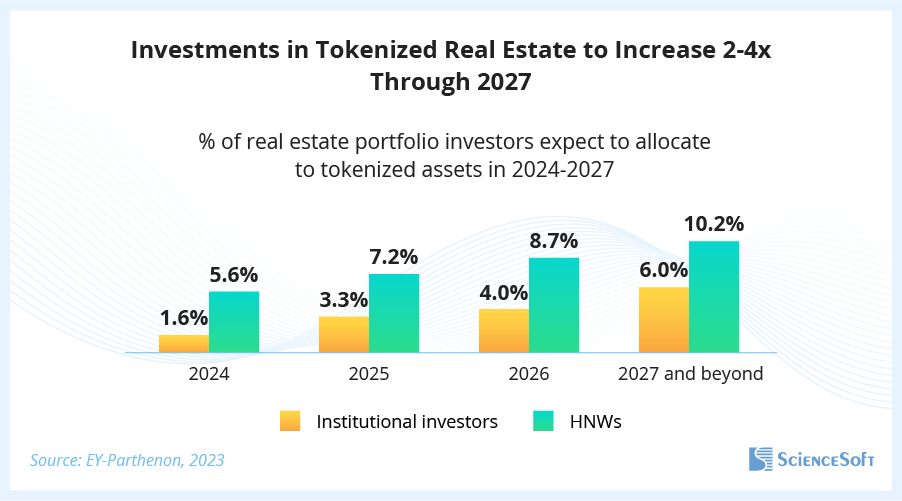 Investments in Tokenized Real Estate to Increase 2-4x
Through 2027
% of real estate portfolio investors expect to allocate
to tokenized assets in 2024-2027
1.6%
5.6%
3.3%
7.2%
4.0%
8.7%
6.0%
10.2%
2024
2025
2026
2027 and beyond
Institutional investors
HNWs
Source: EY-Parthenon, 2023
ScienceSoft